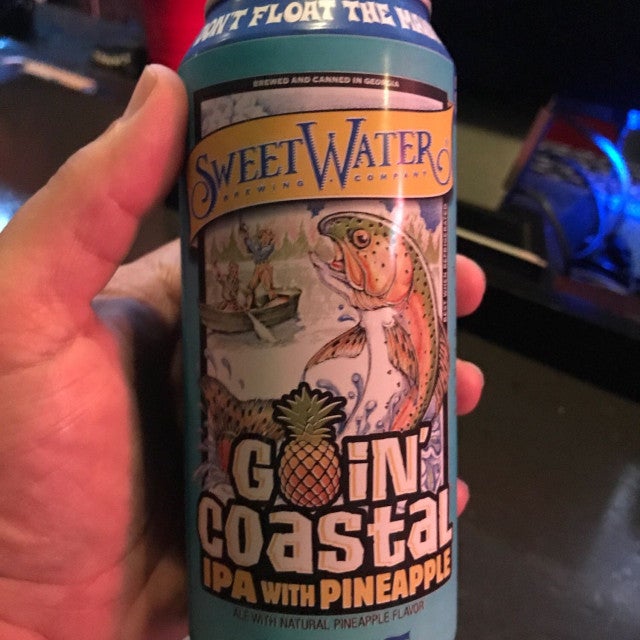 FLOAT THE
BREWED AND CANNED IN GEORGIA
SWEETWATER
BREWING COMPANY
GOIN'
COASTAL
IPA WITH PINEAPPLE
ALE WITH NATURAL PINEAPPLE FLAVOR